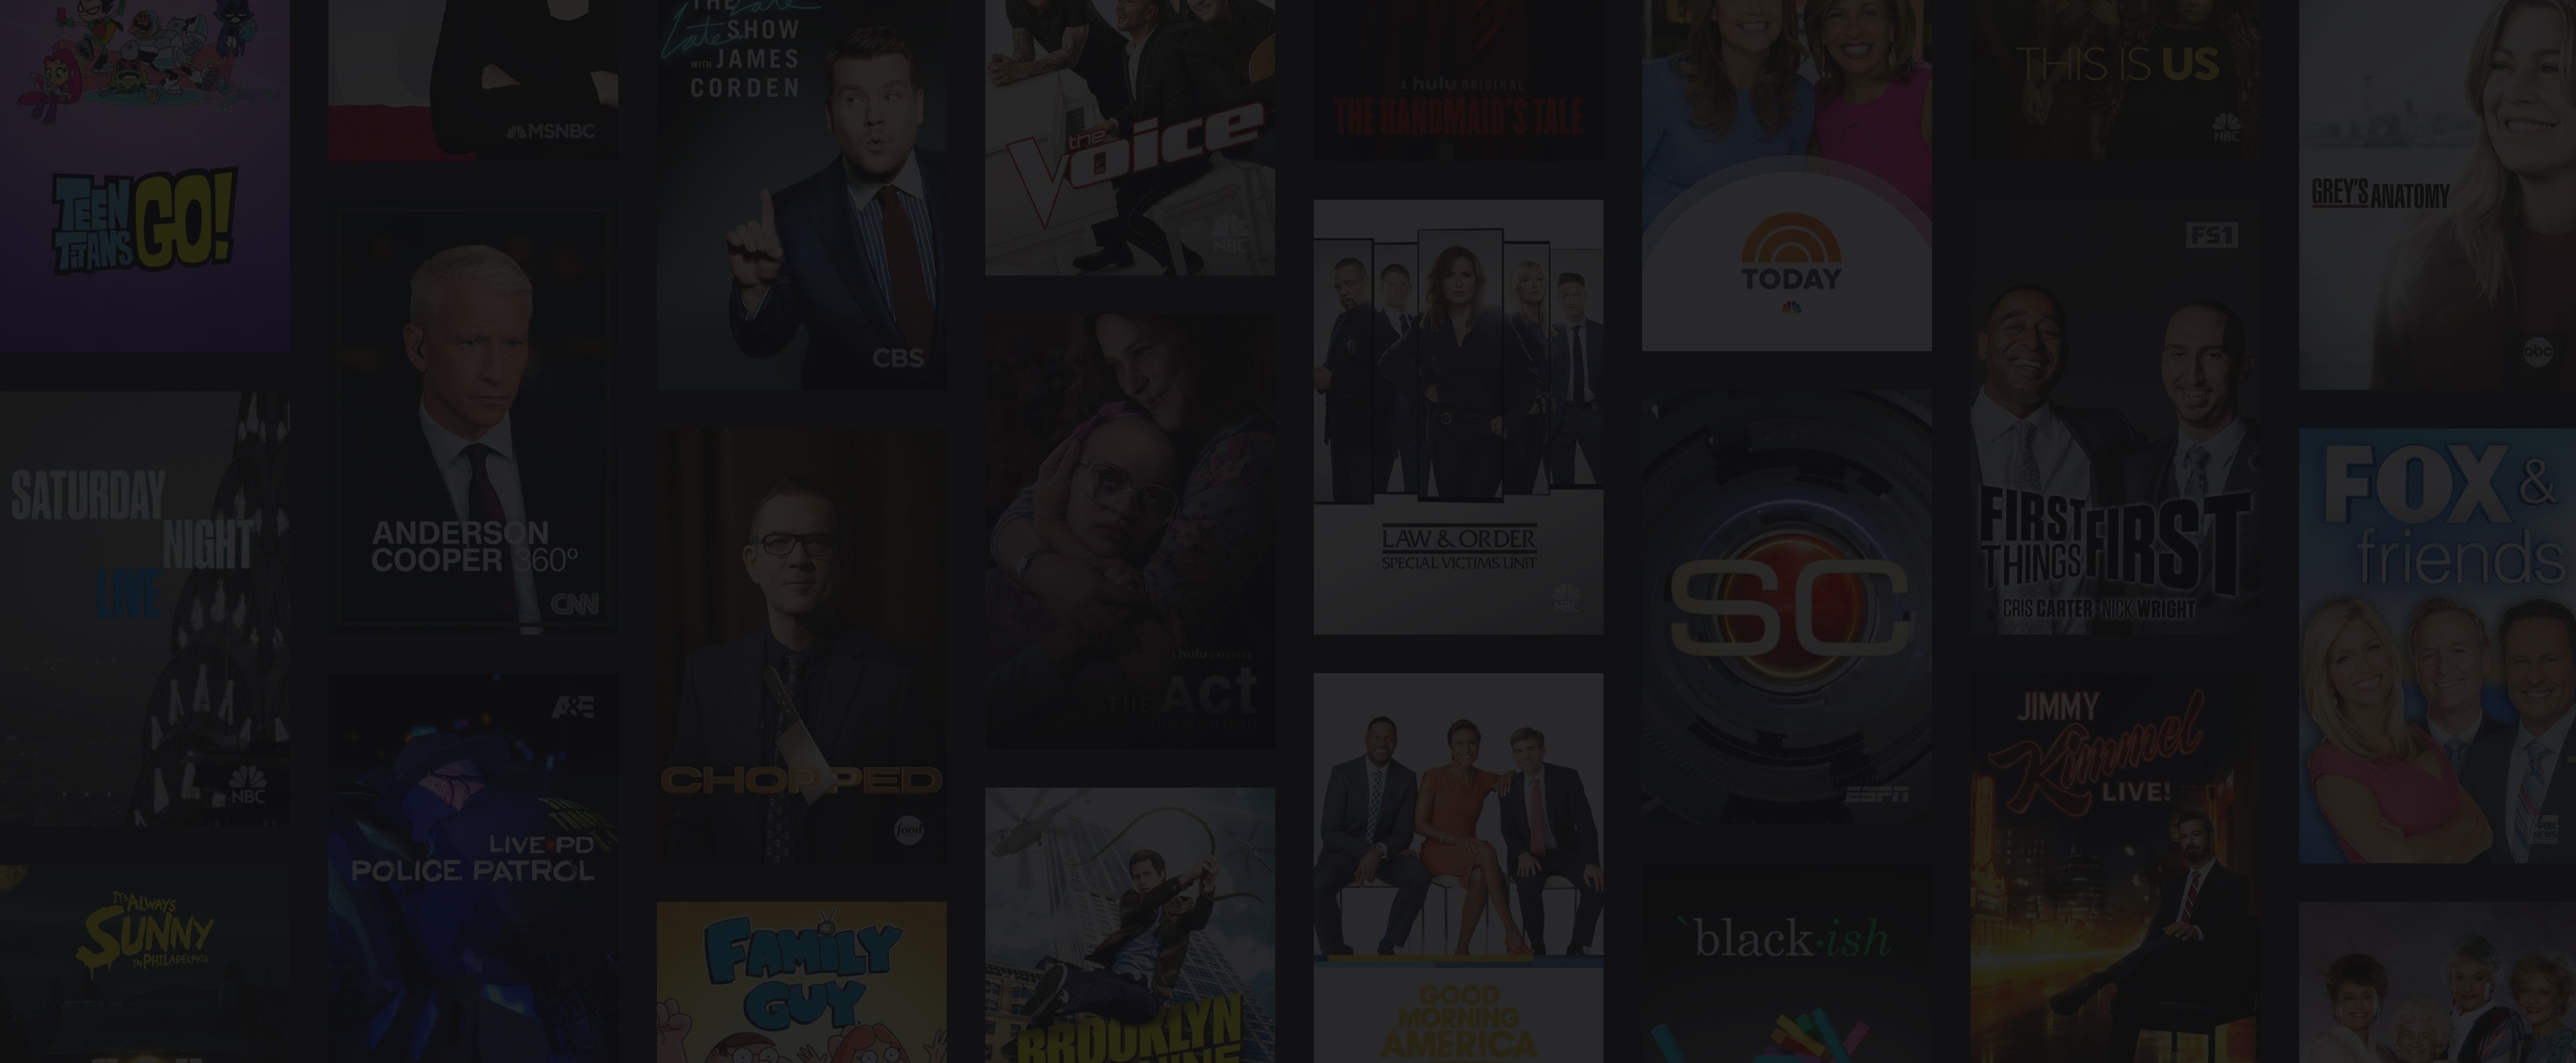 TEEN
TITANS
GO!
SATURDAY
NIGHT
LIVE
NBC
IT'S ALWAYS
SUNNY
IN PHILADELPHIA
MSNBC
ANDERSON
COOPER 360°
CNN
A&E
LIVE PD
POLICE PATROL
THE
Late Late
SHOW
WITH JAMES
CORDEN
CBS
CHOPPED
food
FAMILY
GUY
the
Voice
NBC
A hulu ORIGINAL
THE Act
BROOKLYN
A hulu ORIGINAL
THE HANDMAID'S TALE
LAW & ORDER
SPECIAL VICTIMS UNIT
NBC
GOOD
MORNING
AMERICA
TODAY
SC
ESPN
`black·ish
THIS IS US
NBC
FS1
FIRST
THINGS
FIRST
CRIS CARTER NICK WRIGHT
JIMMY
Kimmel
LIVE!
GREY'S ANATOMY
abc
FOX &
friends
FOX
NEWS